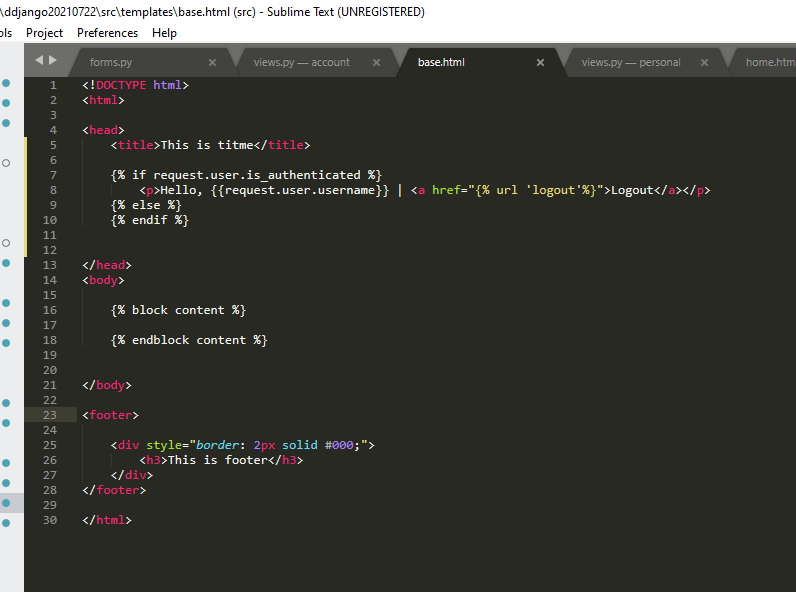 \ddjango20210722\src\templates\base.html (src) - Sublime Text (UNREGISTERED)
ols Project Preferences Help
forms.py × views.py — account × base.html × views.py — personal × home.htm
1 <!DOCTYPE html>
2 <html>
3
4 <head>
5     <title>This is titme</title>
6
7     {% if request.user.is_authenticated %}
8         <p>Hello, {{request.user.username}} | <a href="{% url 'logout'%}">Logout</a></p>
9     {% else %}
10     {% endif %}
11
12
13 </head>
14 <body>
15
16     {% block content %}
17
18     {% endblock content %}
19
20
21 </body>
22
23 <footer>
24
25     <div style="border: 2px solid #000;">
26         <h3>This is footer</h3>
27     </div>
28 </footer>
29
30 </html>